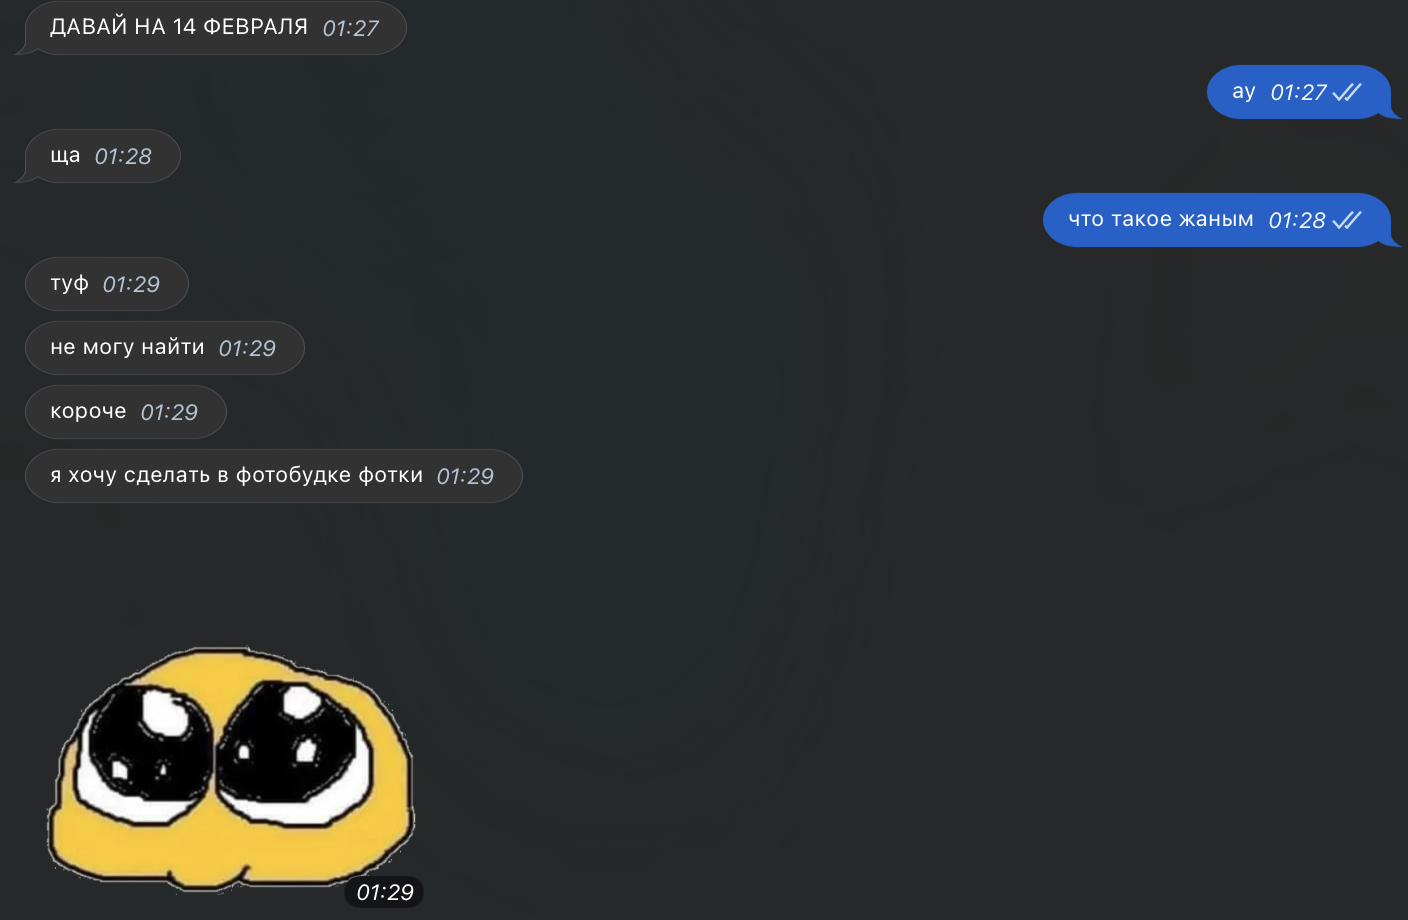 ДАВАЙ НА 14 ФЕВРАЛЯ 01:27
ау 01:27
ща 01:28
что такое жаным 01:28
туф 01:29
не могу найти 01:29
короче 01:29
я хочу сделать в фотобудке фотки 01:29
01:29